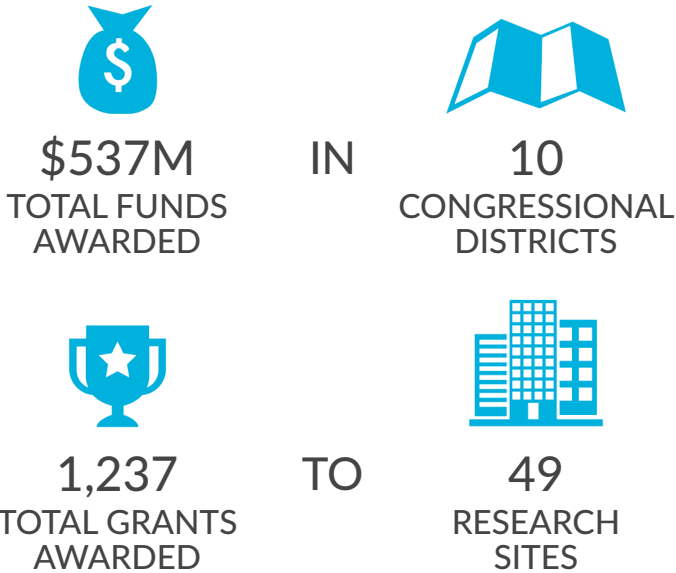 $
$537M IN 10
TOTAL FUNDS AWARDED
CONGRESSIONAL DISTRICTS
1,237 TO 49
TOTAL GRANTS AWARDED
RESEARCH SITES